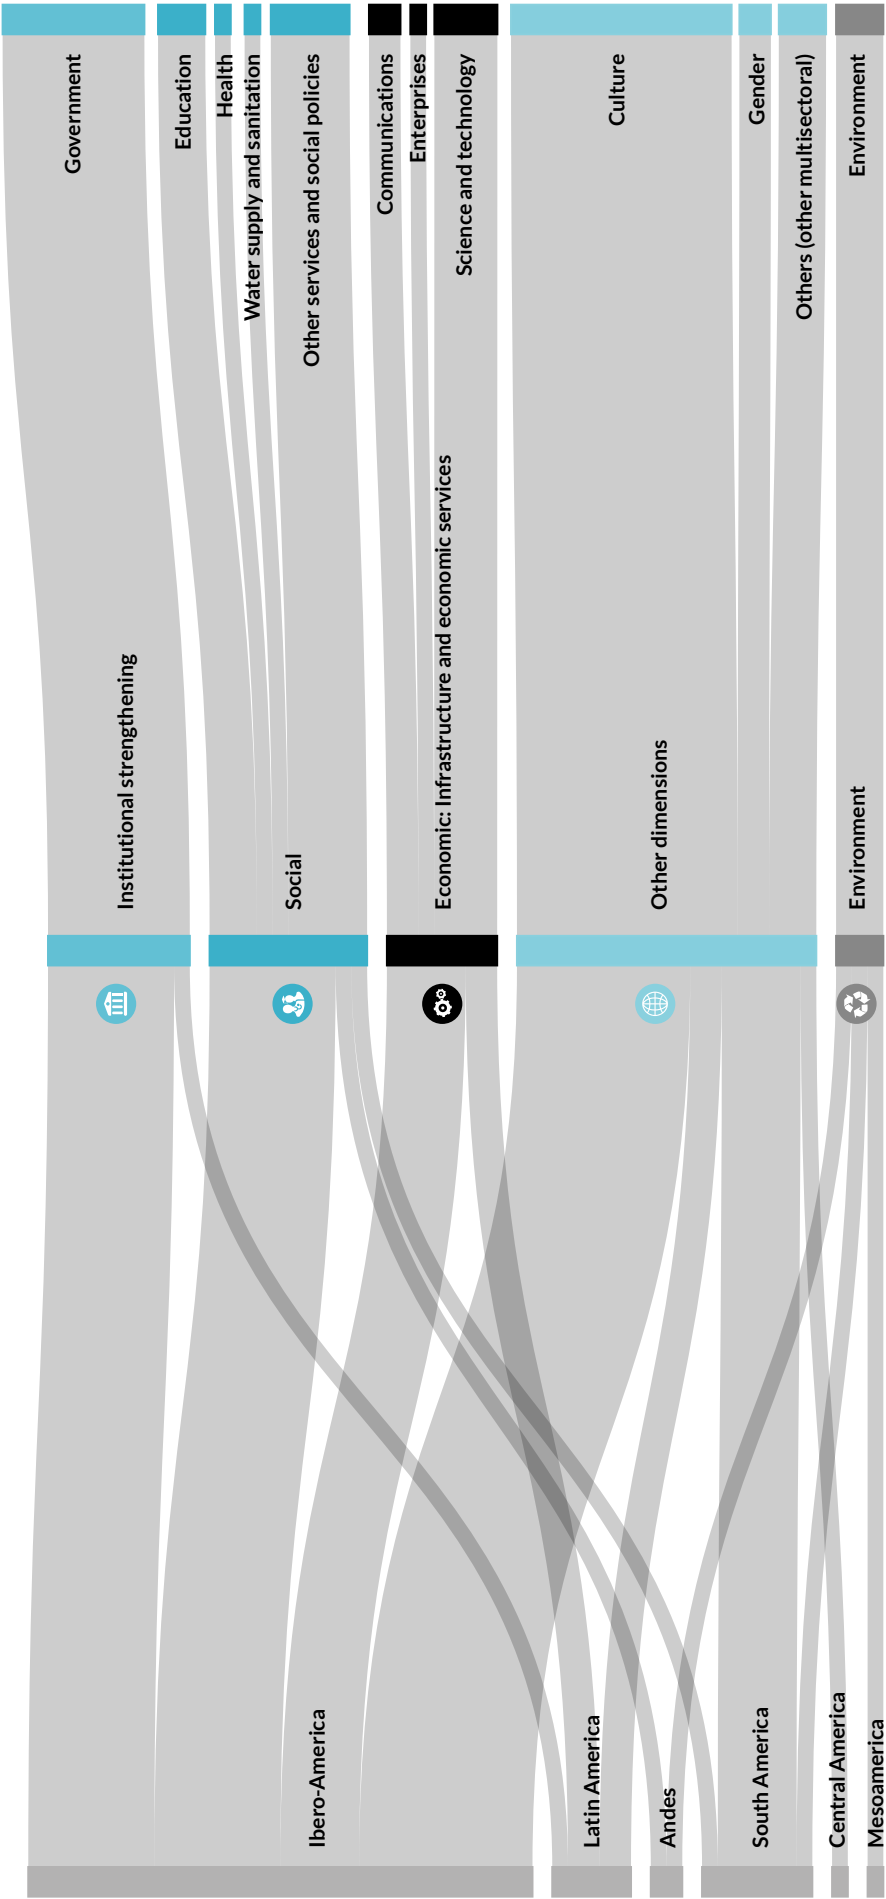 Government
Education
Health
Water supply and sanitation
Other services and social policies
Communications
Enterprises
Science and technology
Culture
Gender
Others (other multisectoral)
Environment
Institutional strengthening
Social
Economic: Infrastructure and economic services
Other dimensions
Environment
Ibero-America
Latin America
Andes
South America
Central America
Mesoamerica